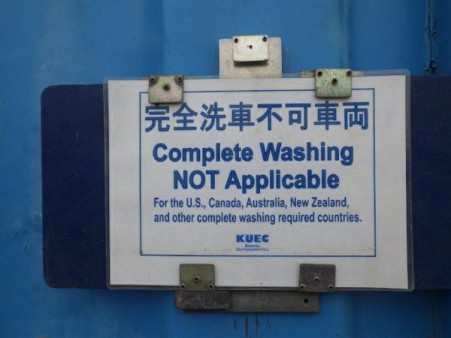 完全洗車不可車両
Complete Washing
NOT Applicable
For the U.S., Canada, Australia, New Zealand,
and other complete washing required countries.
KUEC